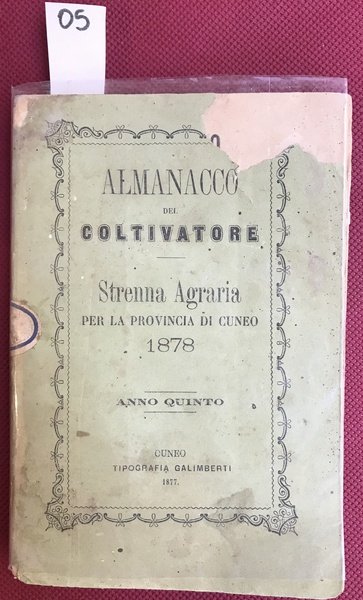 05
ALMANACCO
DEL
COLTIVATORE
Strenna Agraria
PER LA PROVINCIA DI CUNEO
1878
ANNO QUINTO
CUNEO
TIPOGRAFIA GALIMBERTI
1877.